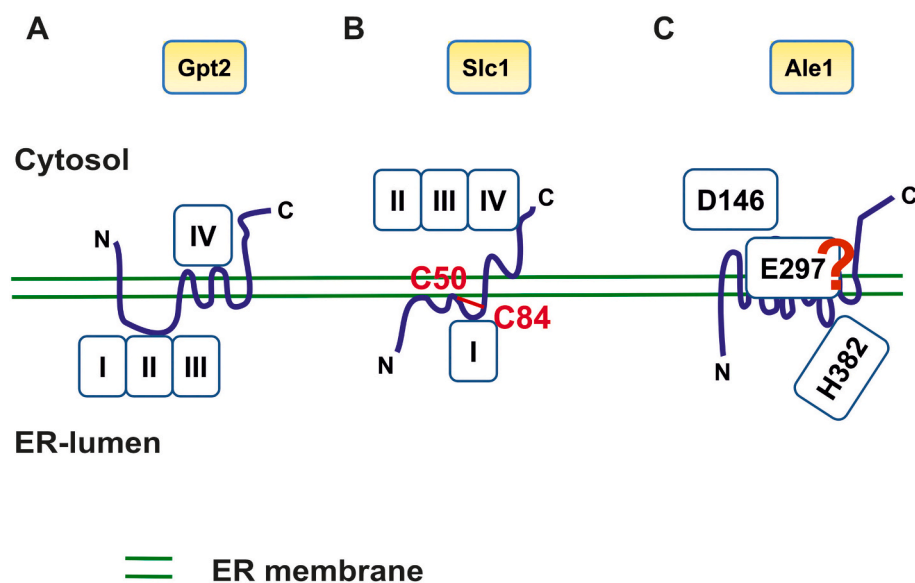 A
B
C
Gpt2
Slc1
Ale1
Cytosol
II
III
IV
D146
N
IV
C
C
C
C50
E297
?
C84
N
I
N
I
II
III
H382
ER-lumen
ER membrane